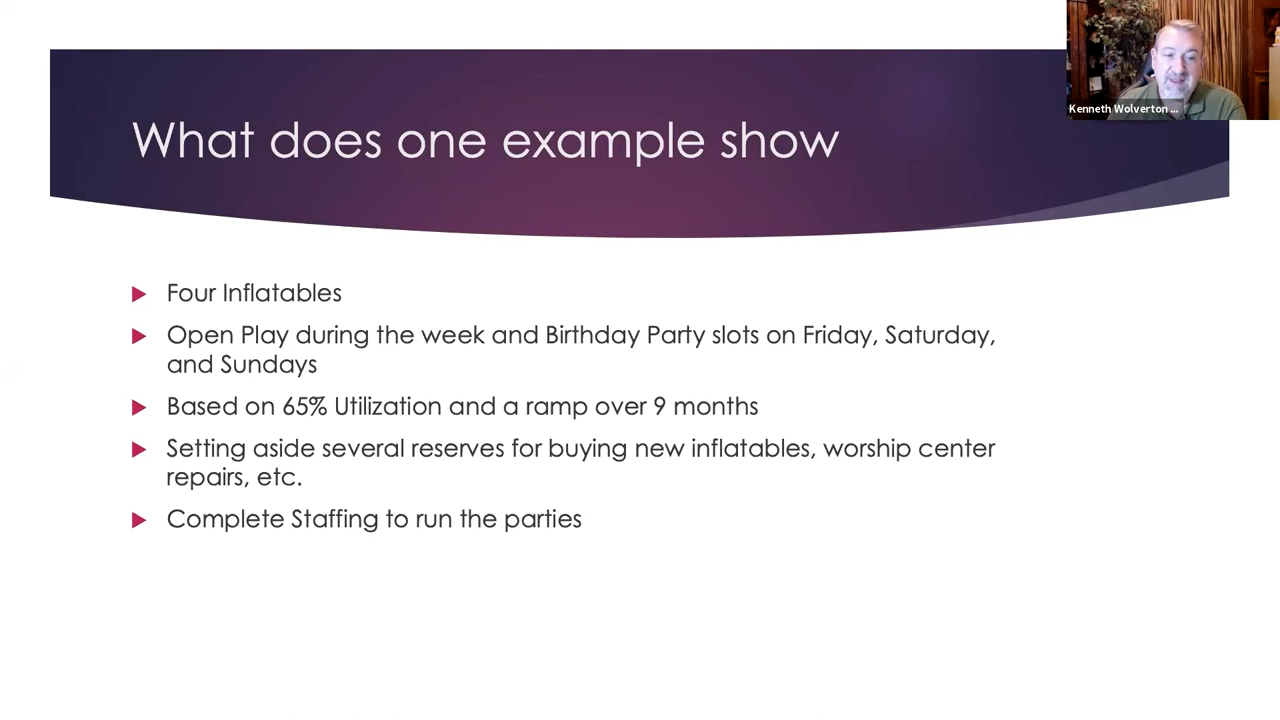 What does one example show
Kenneth Wolverton ...
Four Inflatables
Open Play during the week and Birthday Party slots on Friday, Saturday,
and Sundays
Based on 65% Utilization and a ramp over 9 months
Setting aside several reserves for buying new inflatables, worship center
repairs, etc.
Complete Staffing to run the parties